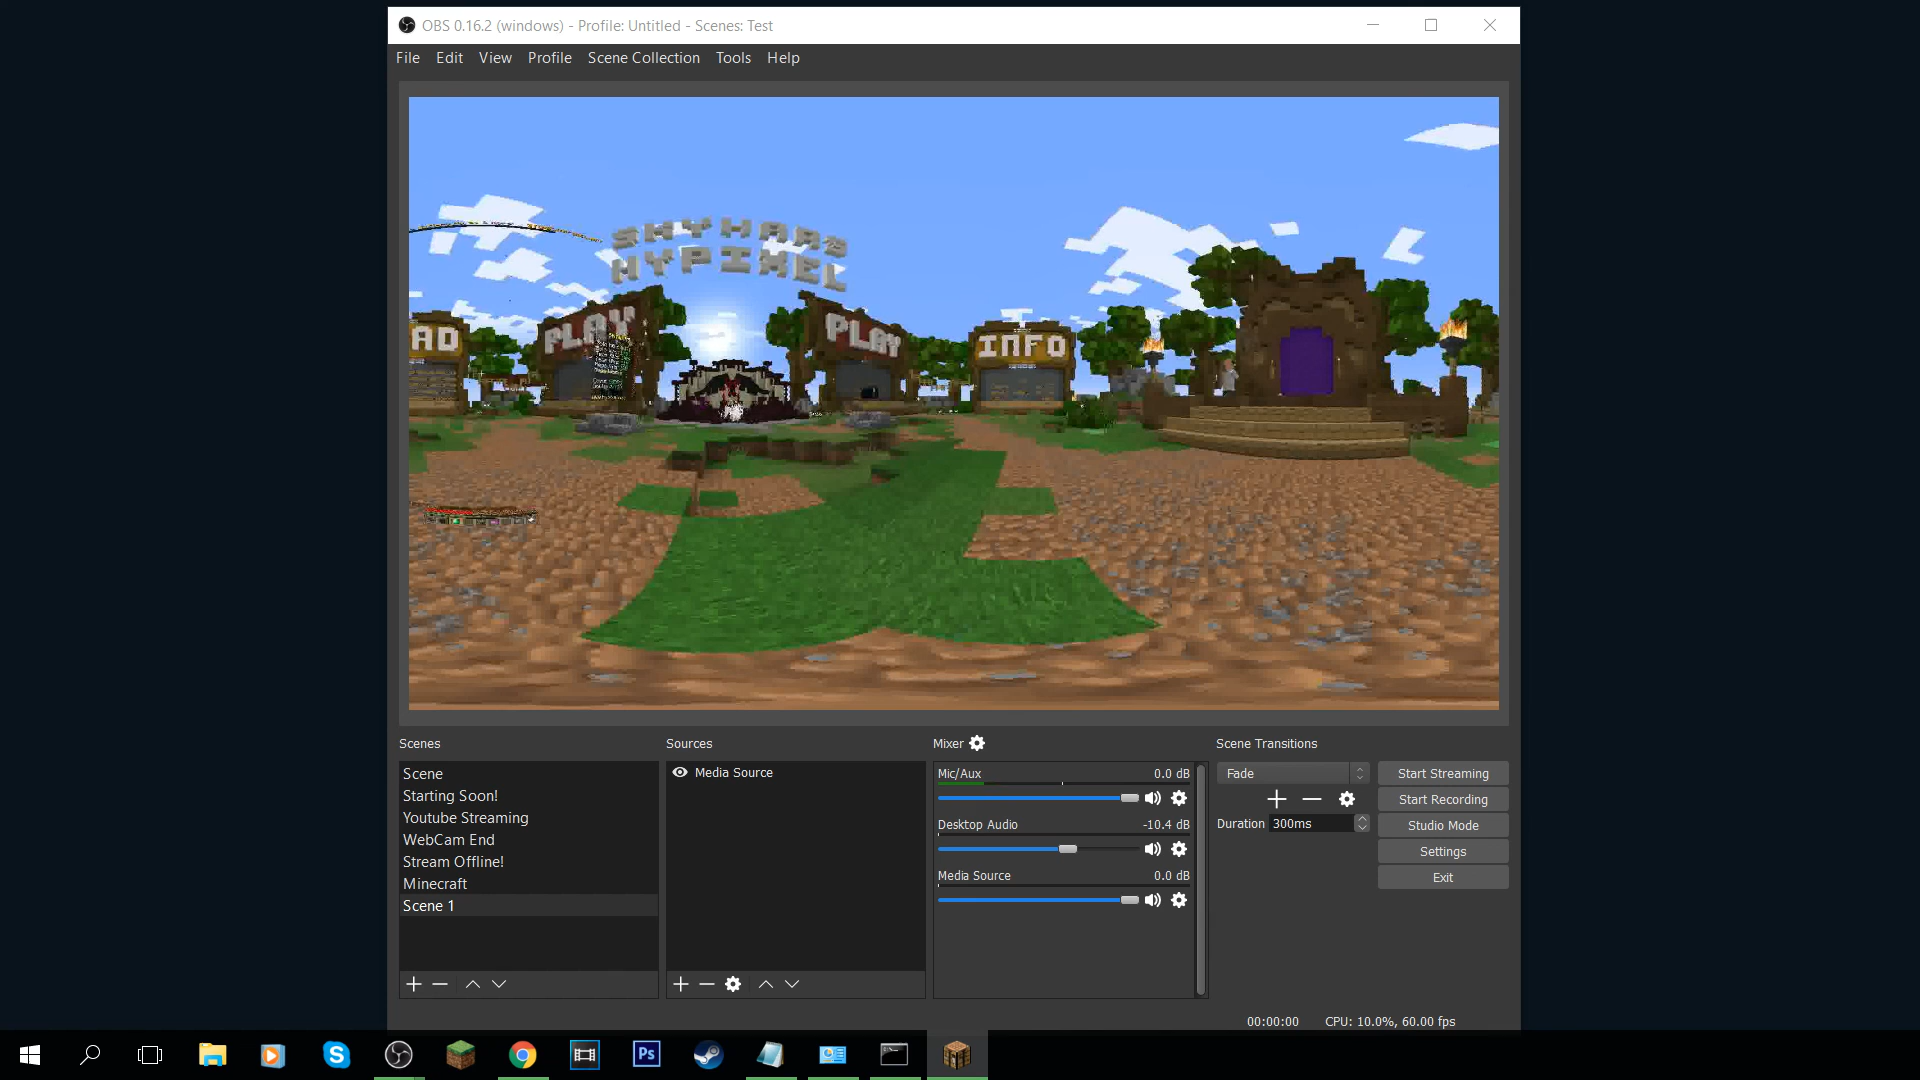 OBS 0.16.2 (windows) - Profile: Untitled - Scenes: Test
File Edit View Profile Scene Collection Tools Help
HYPIXEL
AD
PLAY
PLAY
INFO
Scenes
Scene
Starting Soon!
Youtube Streaming
WebCam End
Stream Offline!
Minecraft
Scene 1
Sources
Media Source
Mixer
Mic/Aux 0.0 dB
Desktop Audio -10.4 dB
Media Source 0.0 dB
Scene Transitions
Fade
Duration 300ms
Start Streaming
Start Recording
Studio Mode
Settings
Exit
00:00:00 CPU: 10.0%, 60.00 fps
S
Ps